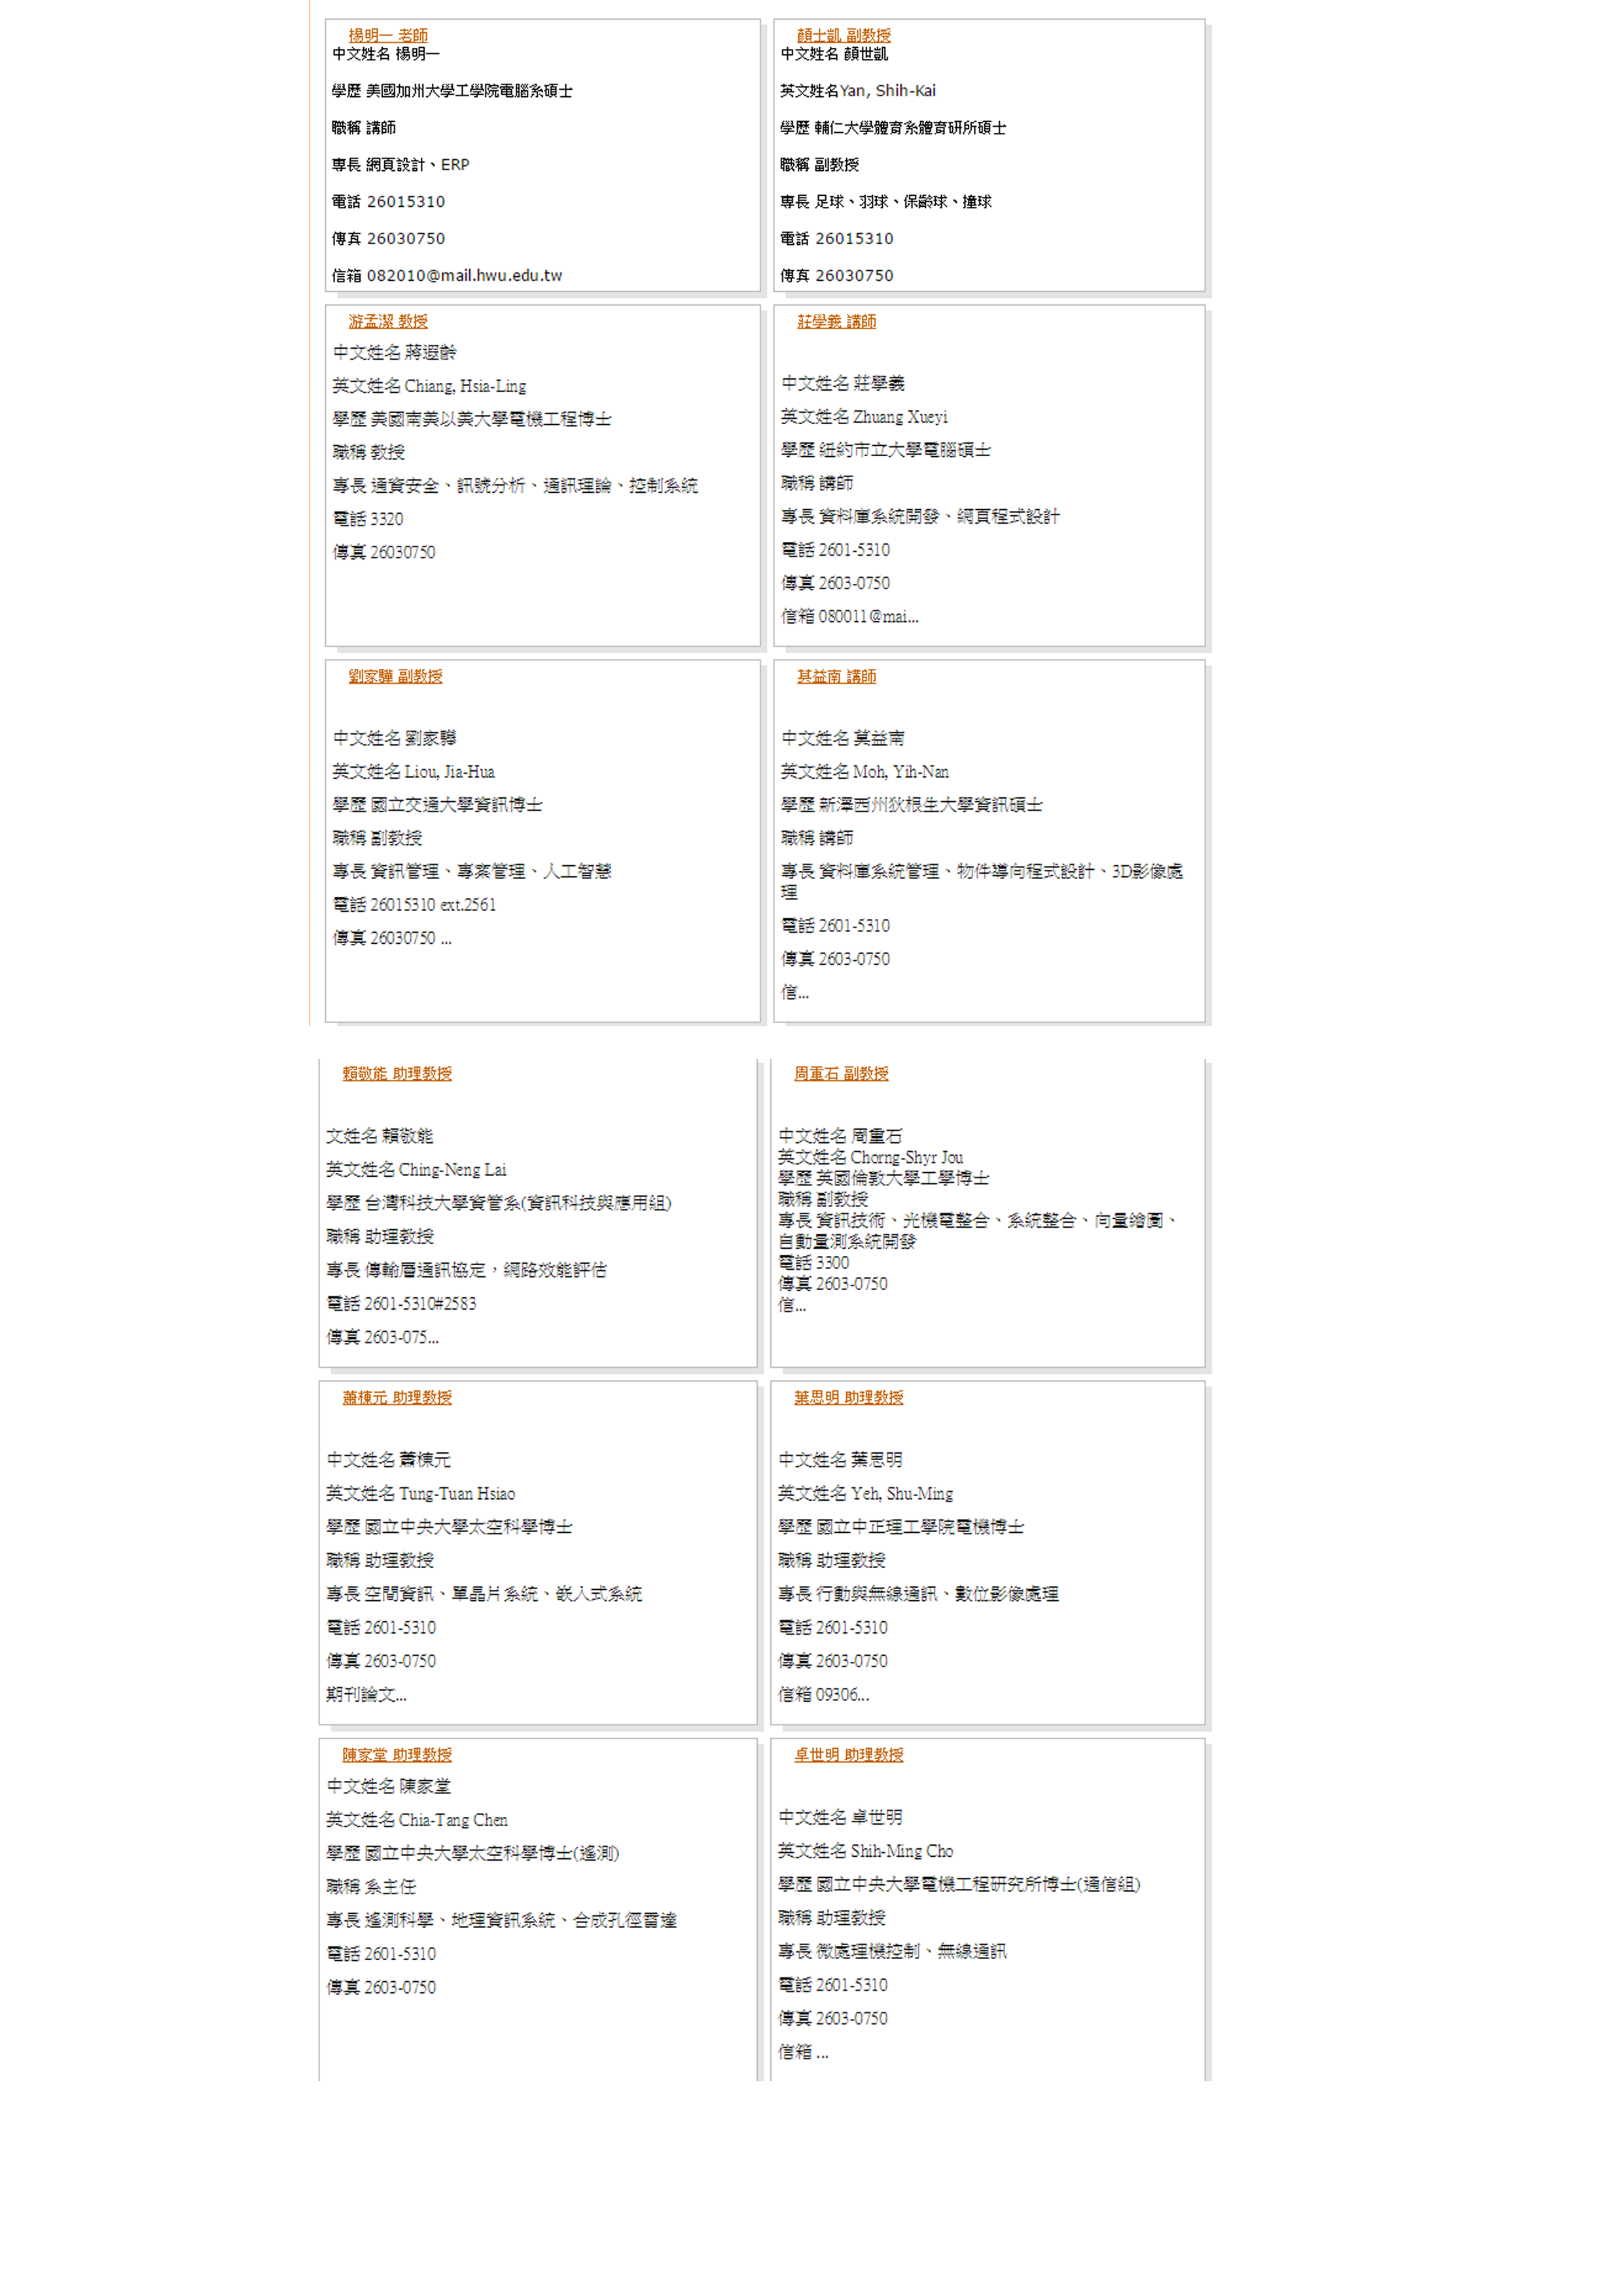 楊明一 老師
中文姓名 楊明一
學歷 美國加州大學工學院電腦系碩士
職稱 講師
專長 網頁設計、ERP
電話 26015310
傳真 26030750
信箱 082010@mail.hwu.edu.tw
顏士凱 副教授
中文姓名 顏世凱
英文姓名Yan, Shih-Kai
學歷 輔仁大學體育系體育研所碩士
職稱 副教授
專長 足球、羽球、保齡球、撞球
電話 26015310
傳真 26030750
游孟潔 教授
中文姓名 蔣遐齡
英文姓名 Chiang, Hsia-Ling
學歷 美國南美以美大學電機工程博士
職稱 教授
專長 通資安全、訊號分析、通訊理論、控制系統
電話 3320
傳真 26030750
莊學義 講師
中文姓名 莊學義
英文姓名 Zhuang Xueyi
學歷 紐約市立大學電腦碩士
職稱 講師
專長 資料庫系統開發、網頁程式設計
電話 2601-5310
傳真 2603-0750
信箱 080011@mai...
劉家驊 副教授
中文姓名 劉家驊
英文姓名 Liou, Jia-Hua
學歷 國立交通大學資訊博士
職稱 副教授
專長 資訊管理、專案管理、人工智慧
電話 26015310 ext.2561
傳真 26030750 ...
莫益南 講師
中文姓名 莫益南
英文姓名 Moh, Yih-Nan
學歷 新澤西州狄根生大學資訊碩士
職稱 講師
專長 資料庫系統管理、物件導向程式設計、3D影像處
理
電話 2601-5310
傳真 2603-0750
信...
賴敬能 助理教授
文姓名 賴敬能
英文姓名 Ching-Neng Lai
學歷 台灣科技大學資管系(資訊科技與應用組)
職稱 助理教授
專長 傳輸層通訊協定，網路效能評估
電話 2601-5310#2583
傳真 2603-075...
周重石 副教授
中文姓名 周重石
英文姓名 Chorng-Shyr Jou
學歷 英國倫敦大學工學博士
職稱 副教授
專長 資訊技術、光機電整合、系統整合、向量繪圖、
自動量測系統開發
電話 3300
傳真 2603-0750
信...
蕭棟元 助理教授
中文姓名 蕭棟元
英文姓名 Tung-Tuan Hsiao
學歷 國立中央大學太空科學博士
職稱 助理教授
專長 空間資訊、單晶片系統、嵌入式系統
電話 2601-5310
傳真 2603-0750
期刊論文...
葉思明 助理教授
中文姓名 葉思明
英文姓名 Yeh, Shu-Ming
學歷 國立中正理工學院電機博士
職稱 助理教授
專長 行動與無線通訊、數位影像處理
電話 2601-5310
傳真 2603-0750
信箱 09306...
陳家堂 助理教授
中文姓名 陳家堂
英文姓名 Chia-Tang Chen
學歷 國立中央大學太空科學博士(遙測)
職稱 系主任
專長 遙測科學、地理資訊系統、合成孔徑雷達
電話 2601-5310
傳真 2603-0750
卓世明 助理教授
中文姓名 卓世明
英文姓名 Shih-Ming Cho
學歷 國立中央大學電機工程研究所博士(通信組)
職稱 助理教授
專長 微處理機控制、無線通訊
電話 2601-5310
傳真 2603-0750
信箱 ...